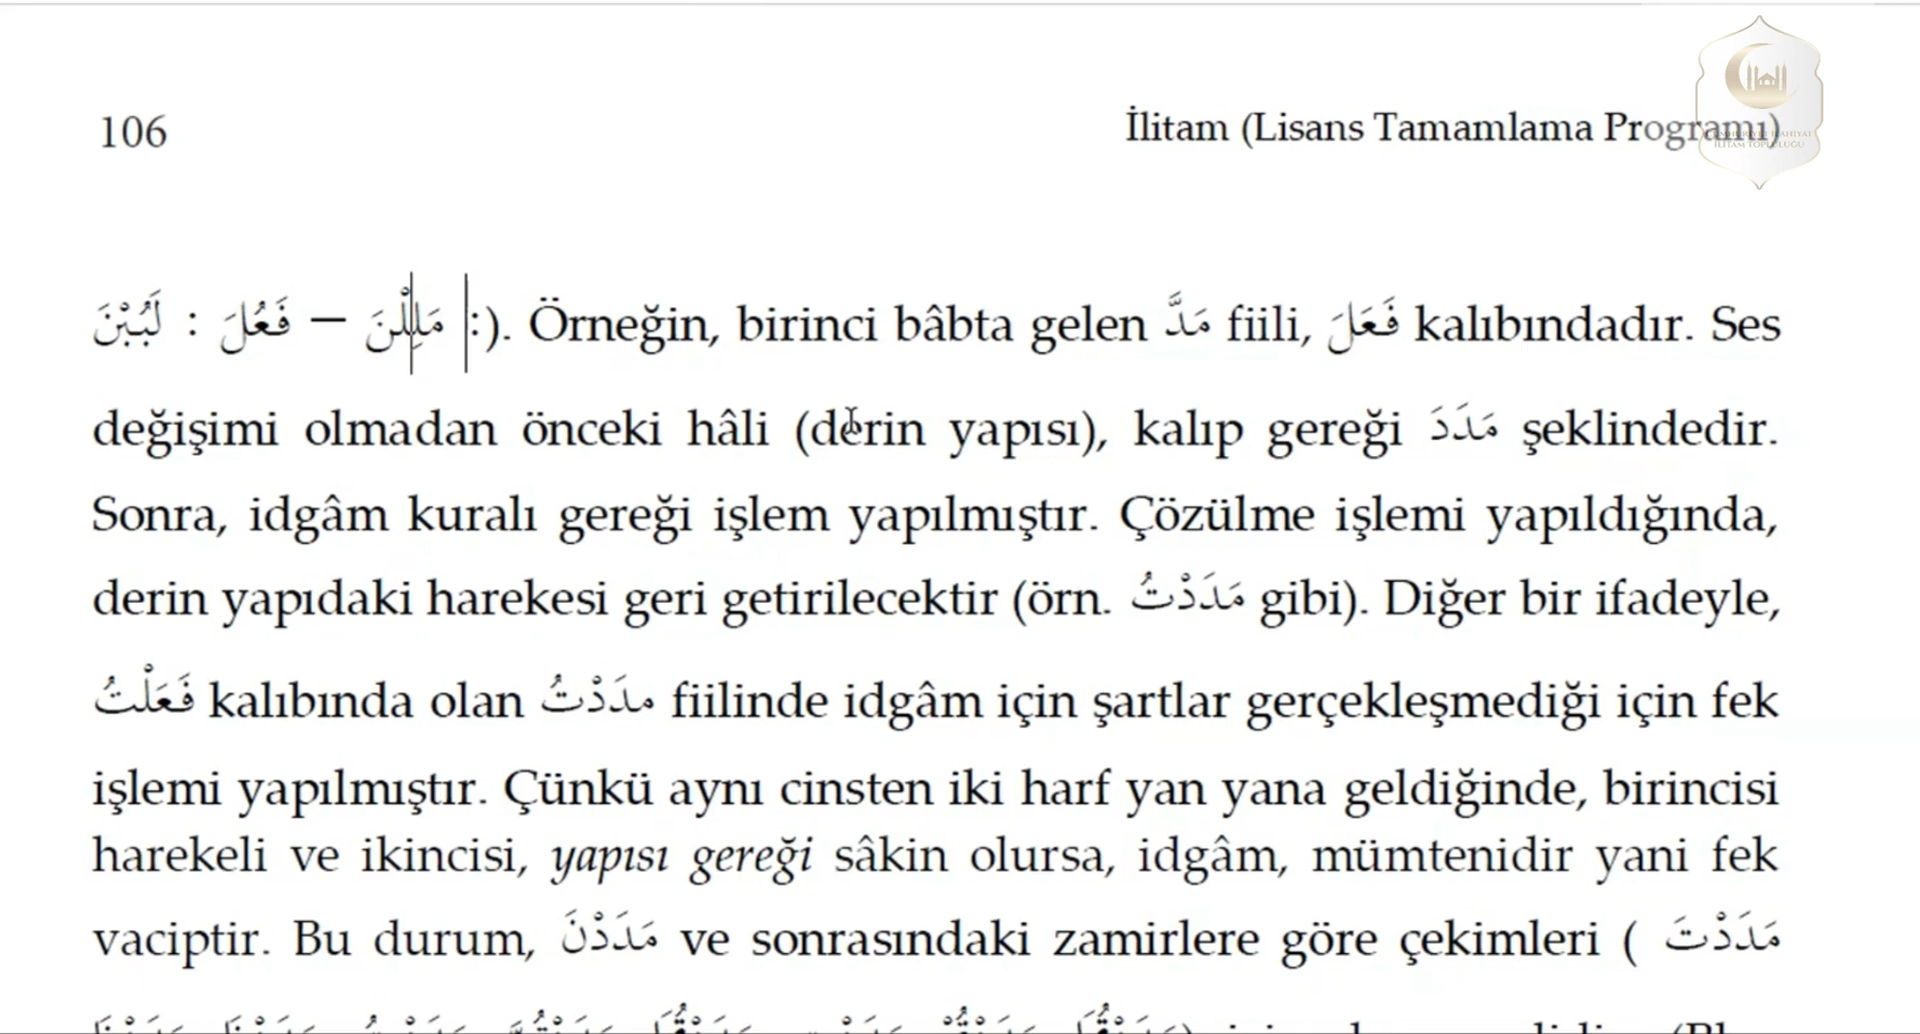 106
İlitam (Lisans Tamamlama Programı)
İLİTAM TOPLULUĞU
لَبُبْنَ : فَعُلَ – مَلِلْنَ :). Örneğin, birinci bâbta gelen مَدَّ fiili, فَعَلَ kalıbındadır. Ses
değişimi olmadan önceki hâli (derin yapısı), kalıp gereği مَدَدَ şeklindedir.
Sonra, idgâm kuralı gereği işlem yapılmıştır. Çözülme işlemi yapıldığında,
derin yapıdaki harekesi geri getirilecektir (örn. مَدَدْتُ gibi). Diğer bir ifadeyle,
فَعَلْتُ kalıbında olan مدَدْتُ fiilinde idgâm için şartlar gerçekleşmediği için fek
işlemi yapılmıştır. Çünkü aynı cinsten iki harf yan yana geldiğinde, birincisi
harekeli ve ikincisi, yapısı gereği sâkin olursa, idgâm, mümtenidir yani fek
vaciptir. Bu durum, مَدَدْنَ ve sonrasındaki zamirlere göre çekimleri ( مَدَدْتَ